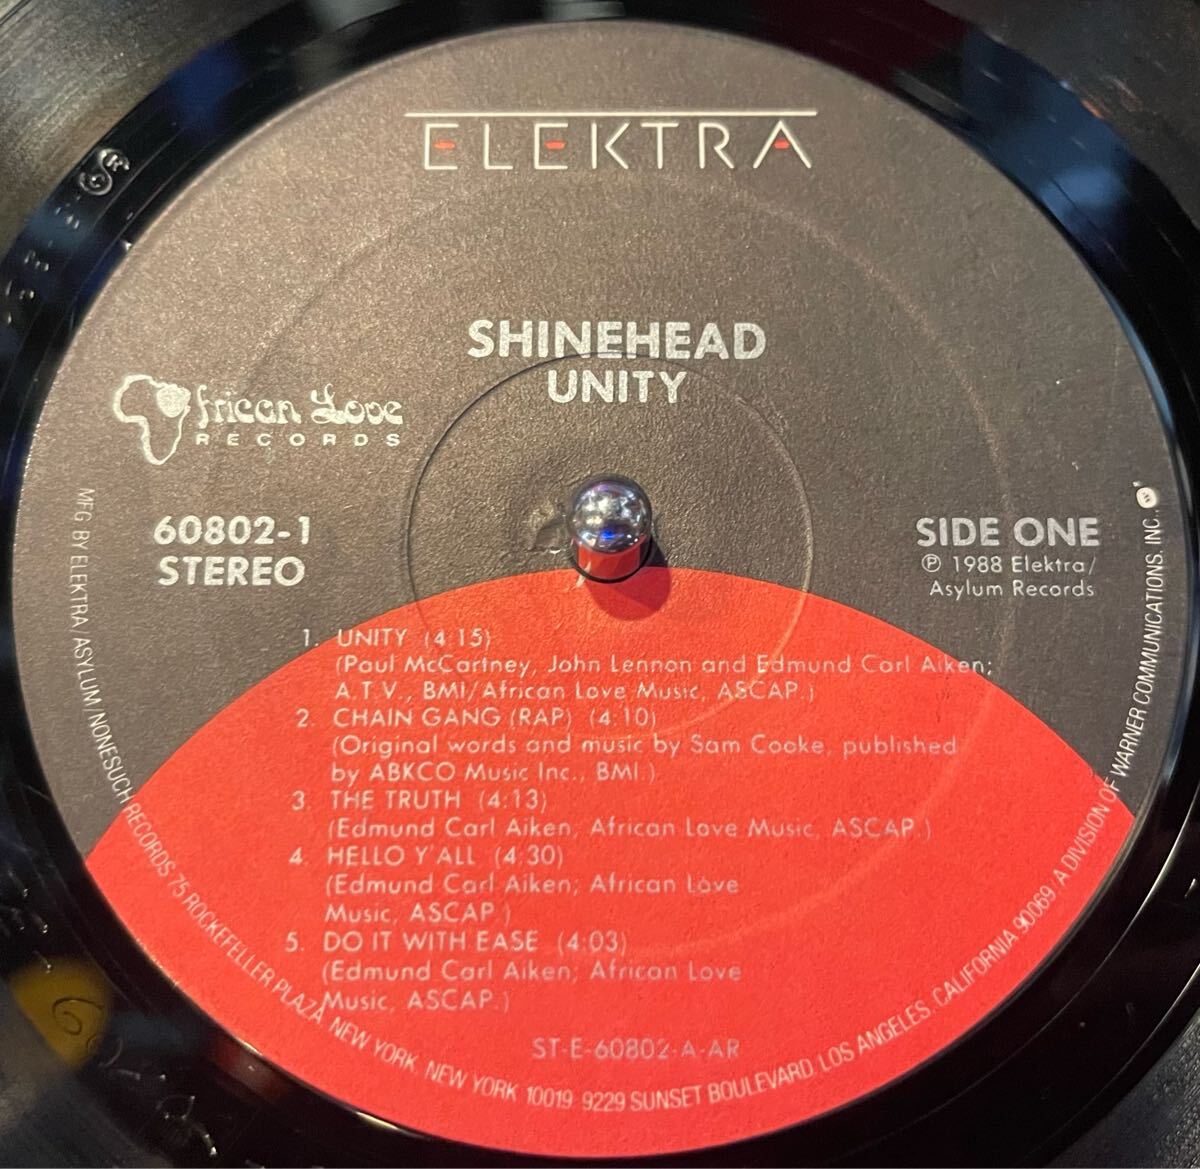 ELEKTRA
SHINEHEAD
UNITY
African Love
RECORDS
60802-1
STEREO
SIDE ONE
℗ 1988 Elektra/
Asylum Records
1. UNITY (4:15)
(Paul McCartney, John Lennon and Edmund Carl Aiken;
A.T.V., BMI/African Love Music, ASCAP.)
2. CHAIN GANG (RAP) (4:10)
(Original words and music by Sam Cooke, published
by ABKCO Music Inc., BMI.)
3. THE TRUTH (4:13)
(Edmund Carl Aiken; African Love Music, ASCAP.)
4. HELLO Y'ALL (4:30)
(Edmund Carl Aiken; African Love
Music, ASCAP.)
5. DO IT WITH EASE (4:03)
(Edmund Carl Aiken; African Love
Music, ASCAP.)
ST-E-60802-A-AR
MFG BY ELEKTRA/ASYLUM/NONESUCH RECORDS 75 ROCKEFELLER PLAZA, NEW YORK, NEW YORK 10019 9229 SUNSET BOULEVARD, LOS ANGELES, CALIFORNIA 90069. A DIVISION OF WARNER COMMUNICATIONS, INC.